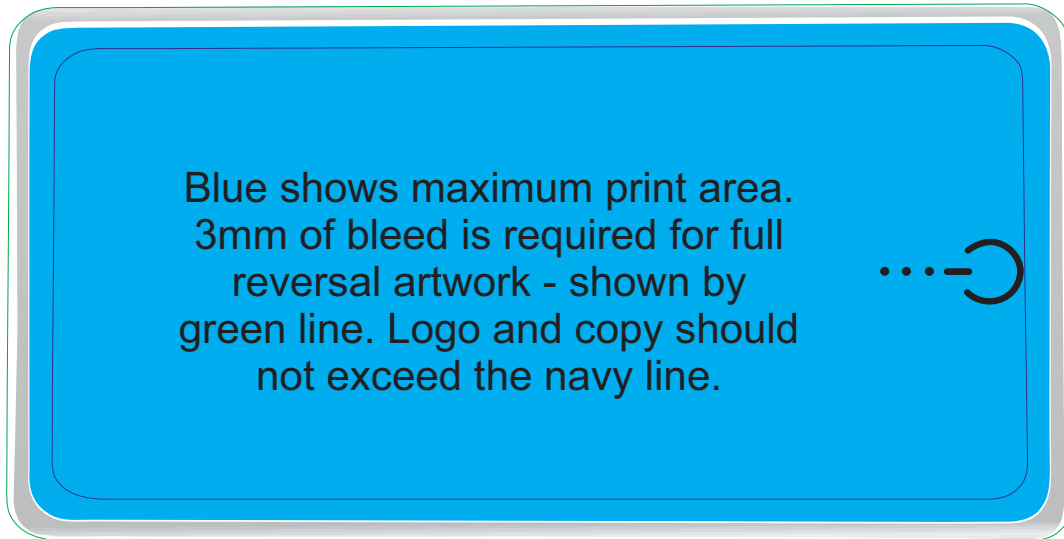 Blue shows maximum print area.
3mm of bleed is required for full
reversal artwork - shown by
green line. Logo and copy should
not exceed the navy line.